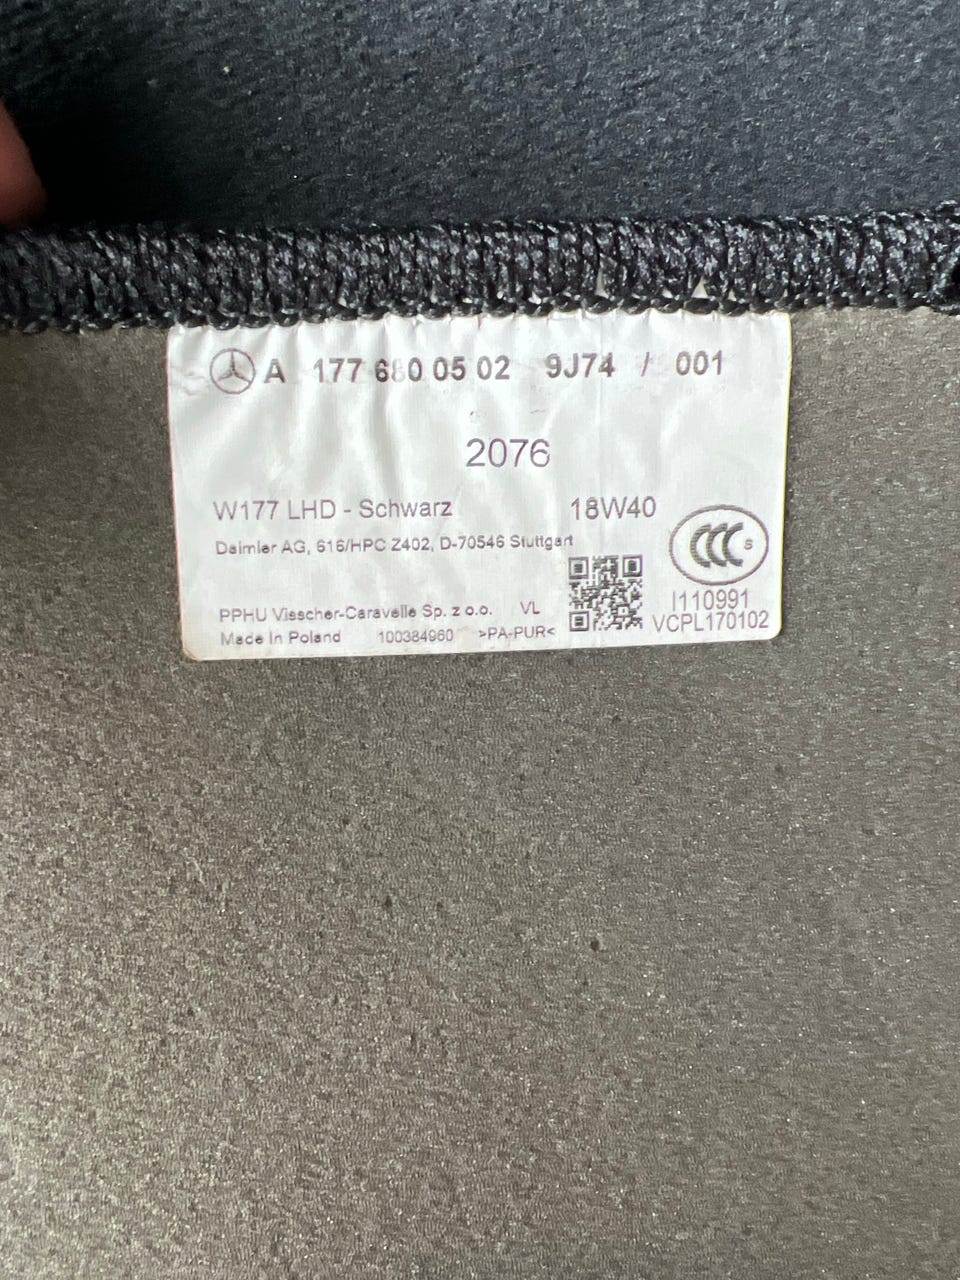 A 177 680 05 02 9J74 / 001
2076
W177 LHD - Schwarz 18W40
Daimler AG, 616/HPC Z402, D-70546 Stuttgart
CCC S
PPHU Visscher-Caravelle Sp. z o.o. VL I110991
Made in Poland 100384960 >PA-PUR< VCPL170102